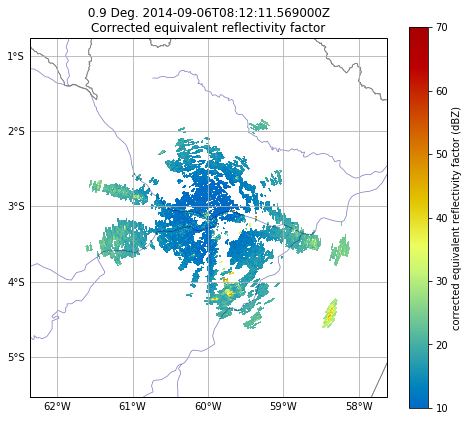 0.9 Deg. 2014-09-06T08:12:11.569000Z
Corrected equivalent reflectivity factor
1°S
2°S
3°S
4°S
5°S
62°W
61°W
60°W
59°W
58°W
70
60
50
40
30
20
10
corrected equivalent reflectivity factor (dBZ)